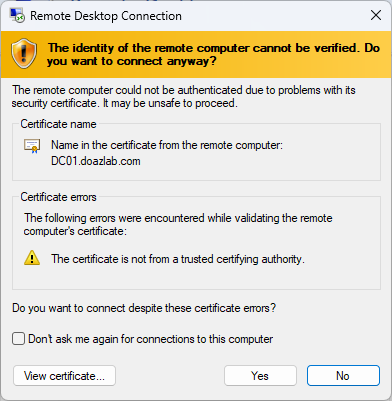 Remote Desktop Connection
The identity of the remote computer cannot be verified. Do
you want to connect anyway?
The remote computer could not be authenticated due to problems with its
security certificate. It may be unsafe to proceed.
Certificate name
Name in the certificate from the remote computer:
DC01.doazlab.com
Certificate errors
The following errors were encountered while validating the remote
computer's certificate:
The certificate is not from a trusted certifying authority.
Do you want to connect despite these certificate errors?
Don't ask me again for connections to this computer
View certificate... Yes No